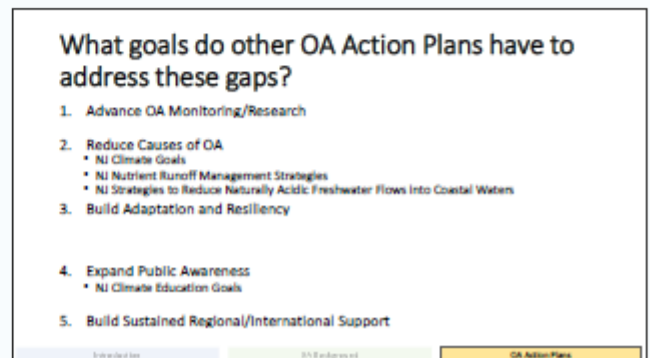 What goals do other OA Action Plans have to
address these gaps?
1. Advance OA Monitoring/Research
2. Reduce Causes of OA
• NJ Climate Goals
• NJ Nutrient Runoff Management Strategies
• NJ Strategies to Reduce Naturally Acidic Freshwater Flows into Coastal Waters
3. Build Adaptation and Resiliency
4. Expand Public Awareness
• NJ Climate Education Goals
5. Build Sustained Regional/International Support
Introduction
OA Action Plans